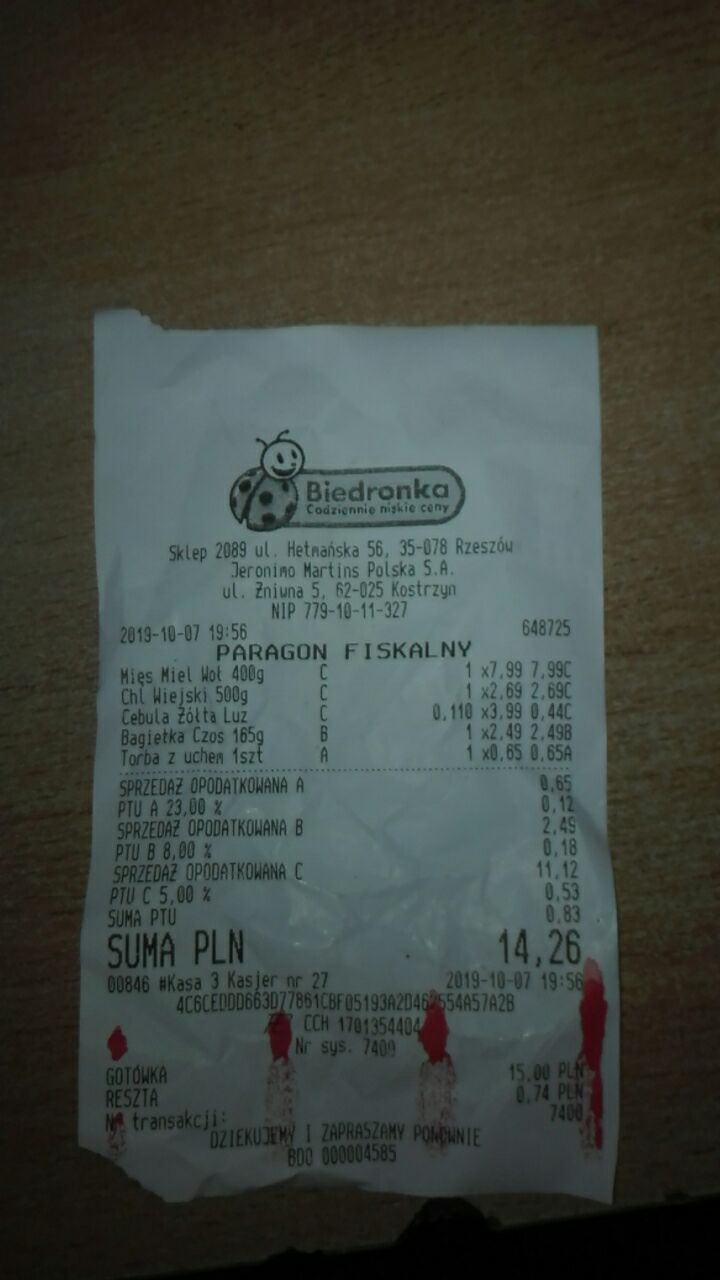 Biedronka
Codziennie niskie ceny
Sklep 2089 ul. Hetmańska 56, 35-078 Rzeszów
Jeronimo Martins Polska S.A.
ul. Żniwna 5, 62-025 Kostrzyn
NIP 779-10-11-327
2019-10-07 19:56 648725
PARAGON FISKALNY
Mięs Miel Woł 400g C 1 x7,99 7,99C
Chl Wiejski 500g C 1 x2,69 2,69C
Cebula Żółta Luz C 0,110 x3,99 0,44C
Bagietka Czos 165g B 1 x2,49 2,49B
Torba z uchem 1szt A 1 x0,65 0,65A
SPRZEDAŻ OPODATKOWANA A 0,65
PTU A 23,00 % 0,12
SPRZEDAŻ OPODATKOWANA B 2,49
PTU B 8,00 % 0,18
SPRZEDAŻ OPODATKOWANA C 11,12
PTU C 5,00 % 0,53
SUMA PTU 0,83
SUMA PLN 14,26
00846 #Kasa 3 Kasjer nr 27 2019-10-07 19:56
CCH 1701354404
Nr sys. 7400
GOTÓWKA 15,00 PLN
RESZTA 0,74 PLN
Nr transakcji: 7400
DZIĘKUJEMY I ZAPRASZAMY PONOWNIE
BDO 000004585